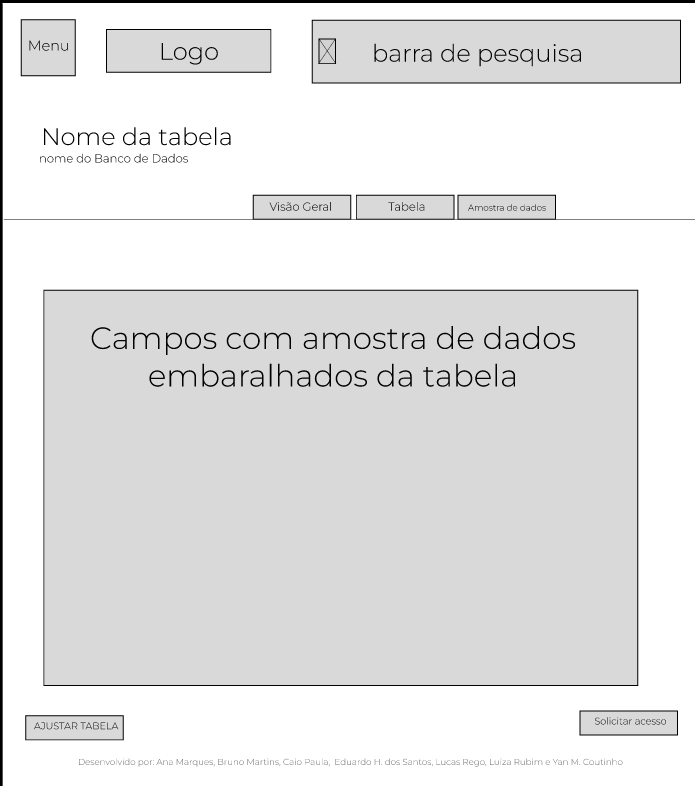 Menu
Logo
barra de pesquisa
Nome da tabela
nome do Banco de Dados
Visão Geral
Tabela
Amostra de dados
Campos com amostra de dados
embaralhados da tabela
AJUSTAR TABELA
Solicitar acesso
Desenvolvido por: Ana Marques, Bruno Martins, Caio Paula, Eduardo H. dos Santos, Lucas Rego, Luiza Rubim e Yan M. Coutinho